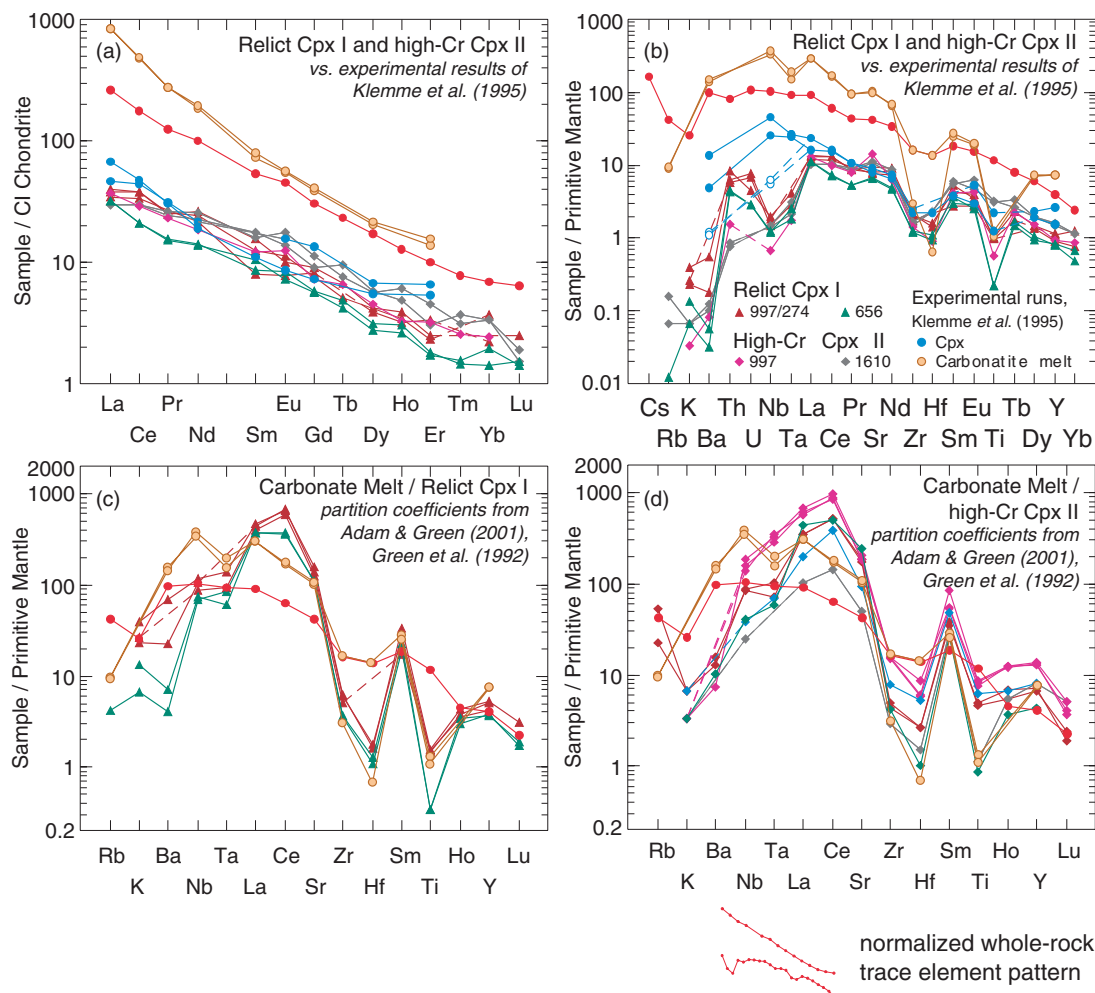 (a)
Relict Cpx I and high-Cr Cpx II
vs. experimental results of
Klemme et al. (1995)
Sample / CI Chondrite
1000
100
10
1
La
Pr
Eu
Tb
Ho
Tm
Lu
Ce
Nd
Sm
Gd
Dy
Er
Yb
(b)
Relict Cpx I and high-Cr Cpx II
vs. experimental results of
Klemme et al. (1995)
Sample / Primitive Mantle
1000
100
10
1
0.1
0.01
Relict Cpx I
997/274
656
High-Cr Cpx II
997
1610
Experimental runs,
Klemme et al.
(1995)
Cpx
Carbonatite melt
Cs
K
Th
Nb
La
Pr
Nd
Hf
Eu
Tb
Y
Rb
Ba
U
Ta
Ce
Sr
Zr
Sm
Ti
Dy
Yb
(c)
Carbonate Melt / Relict Cpx I
partition coefficients from
Adam & Green (2001),
Green et al. (1992)
Sample / Primitive Mantle
2000
1000
100
10
1
0.2
Rb
Ba
Ta
Ce
Zr
Sm
Ho
Lu
K
Nb
La
Sr
Hf
Ti
Y
(d)
Carbonate Melt /
high-Cr Cpx II
partition coefficients from
Adam & Green (2001),
Green et al. (1992)
Sample / Primitive Mantle
2000
1000
100
10
1
0.2
Rb
Ba
Ta
Ce
Zr
Sm
Ho
Lu
K
Nb
La
Sr
Hf
Ti
Y
normalized whole-rock
trace element pattern